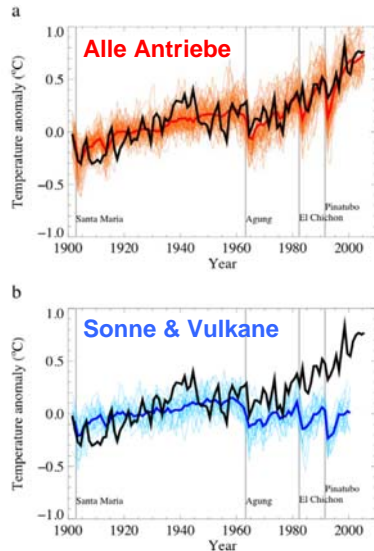 a
Alle Antriebe
Temperature anomaly (°C)
1.0
0.5
0.0
−0.5
−1.0
Santa Maria
Agung
El Chichon
Pinatubo
1900 1920 1940 1960 1980 2000
Year
b
Sonne & Vulkane
Temperature anomaly (°C)
1.0
0.5
0.0
−0.5
−1.0
Santa Maria
Agung
El Chichon
Pinatubo
1900 1920 1940 1960 1980 2000
Year